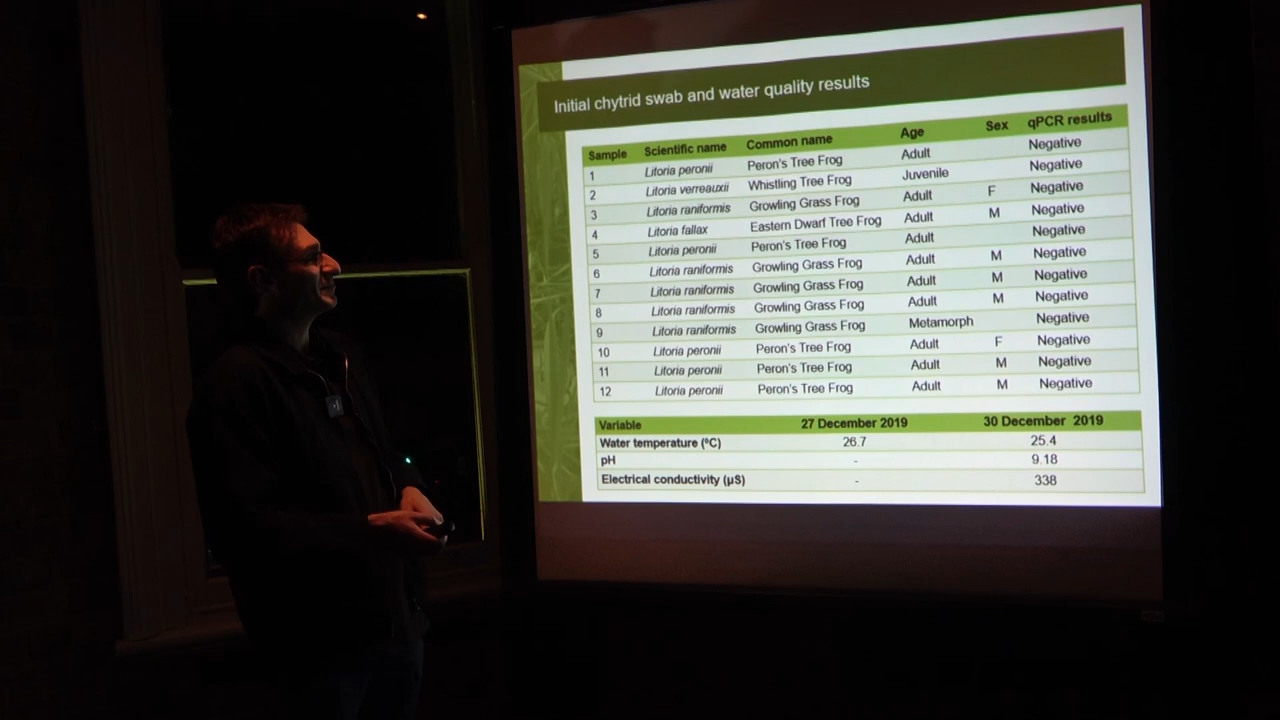 Initial chytrid swab and water quality results
Sample Scientific name Common name Age Sex qPCR results
1 Litoria peronii Peron's Tree Frog Adult Negative
2 Litoria verreauxii Whistling Tree Frog Juvenile Negative
3 Litoria raniformis Growling Grass Frog Adult F Negative
4 Litoria fallax Eastern Dwarf Tree Frog Adult M Negative
5 Litoria peronii Peron's Tree Frog Adult Negative
6 Litoria raniformis Growling Grass Frog Adult M Negative
7 Litoria raniformis Growling Grass Frog Adult M Negative
8 Litoria raniformis Growling Grass Frog Adult M Negative
9 Litoria raniformis Growling Grass Frog Metamorph Negative
10 Litoria peronii Peron's Tree Frog Adult F Negative
11 Litoria peronii Peron's Tree Frog Adult M Negative
12 Litoria peronii Peron's Tree Frog Adult M Negative
Variable 27 December 2019 30 December 2019
Water temperature (ºC) 26.7 25.4
pH - 9.18
Electrical conductivity (µS) - 338